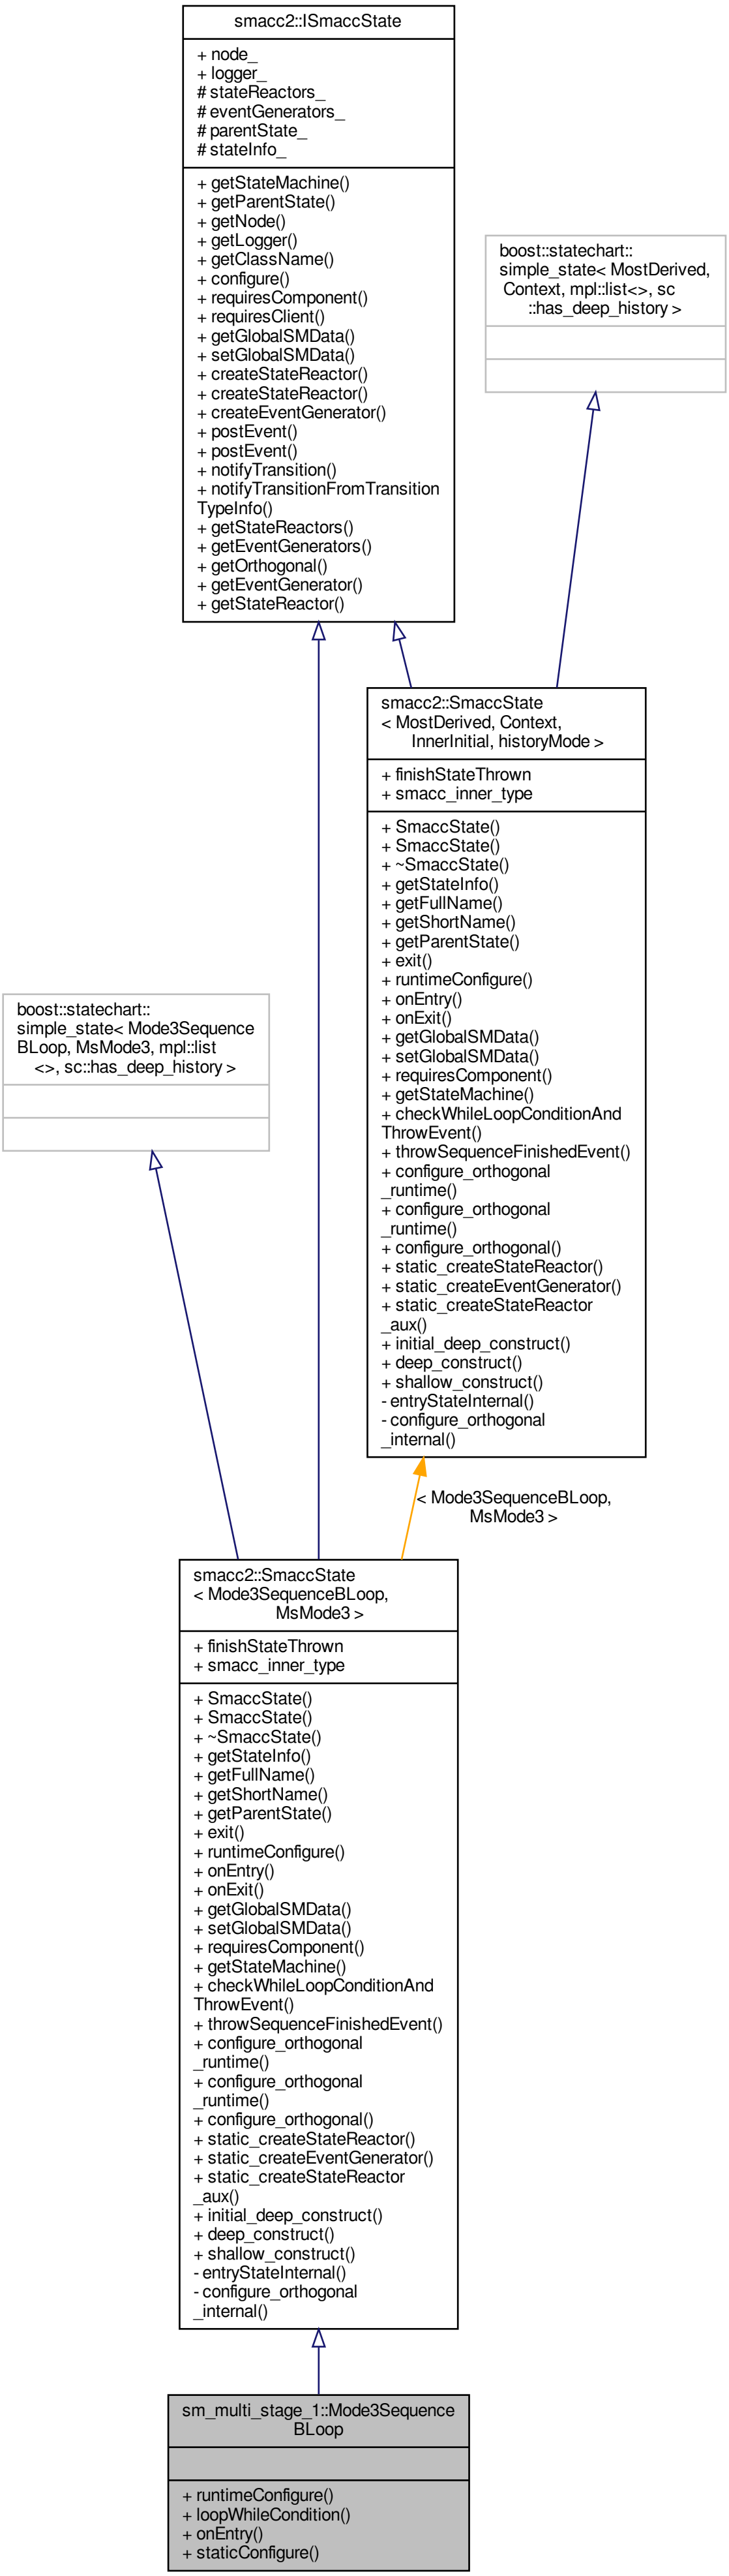 smacc2::ISmaccState
+ node_
+ logger_
# stateReactors_
# eventGenerators_
# parentState_
# stateInfo_
+ getStateMachine()
+ getParentState()
+ getNode()
+ getLogger()
+ getClassName()
+ configure()
+ requiresComponent()
+ requiresClient()
+ getGlobalSMData()
+ setGlobalSMData()
+ createStateReactor()
+ createStateReactor()
+ createEventGenerator()
+ postEvent()
+ postEvent()
+ notifyTransition()
+ notifyTransitionFromTransition
TypeInfo()
+ getStateReactors()
+ getEventGenerators()
+ getOrthogonal()
+ getEventGenerator()
+ getStateReactor()
boost::statechart::
simple_state< MostDerived,
Context, mpl::list<>, sc
::has_deep_history >
smacc2::SmaccState
< MostDerived, Context,
InnerInitial, historyMode >
+ finishStateThrown
+ smacc_inner_type
+ SmaccState()
+ SmaccState()
+ ~SmaccState()
+ getStateInfo()
+ getFullName()
+ getShortName()
+ getParentState()
+ exit()
+ runtimeConfigure()
+ onEntry()
+ onExit()
+ getGlobalSMData()
+ setGlobalSMData()
+ requiresComponent()
+ getStateMachine()
+ checkWhileLoopConditionAnd
ThrowEvent()
+ throwSequenceFinishedEvent()
+ configure_orthogonal
_runtime()
+ configure_orthogonal
_runtime()
+ configure_orthogonal()
+ static_createStateReactor()
+ static_createEventGenerator()
+ static_createStateReactor
_aux()
+ initial_deep_construct()
+ deep_construct()
+ shallow_construct()
- entryStateInternal()
- configure_orthogonal
_internal()
boost::statechart::
simple_state< Mode3Sequence
BLoop, MsMode3, mpl::list
<>, sc::has_deep_history >
< Mode3SequenceBLoop,
MsMode3 >
smacc2::SmaccState
< Mode3SequenceBLoop,
MsMode3 >
+ finishStateThrown
+ smacc_inner_type
+ SmaccState()
+ SmaccState()
+ ~SmaccState()
+ getStateInfo()
+ getFullName()
+ getShortName()
+ getParentState()
+ exit()
+ runtimeConfigure()
+ onEntry()
+ onExit()
+ getGlobalSMData()
+ setGlobalSMData()
+ requiresComponent()
+ getStateMachine()
+ checkWhileLoopConditionAnd
ThrowEvent()
+ throwSequenceFinishedEvent()
+ configure_orthogonal
_runtime()
+ configure_orthogonal
_runtime()
+ configure_orthogonal()
+ static_createStateReactor()
+ static_createEventGenerator()
+ static_createStateReactor
_aux()
+ initial_deep_construct()
+ deep_construct()
+ shallow_construct()
- entryStateInternal()
- configure_orthogonal
_internal()
sm_multi_stage_1::Mode3Sequence
BLoop
+ runtimeConfigure()
+ loopWhileCondition()
+ onEntry()
+ staticConfigure()